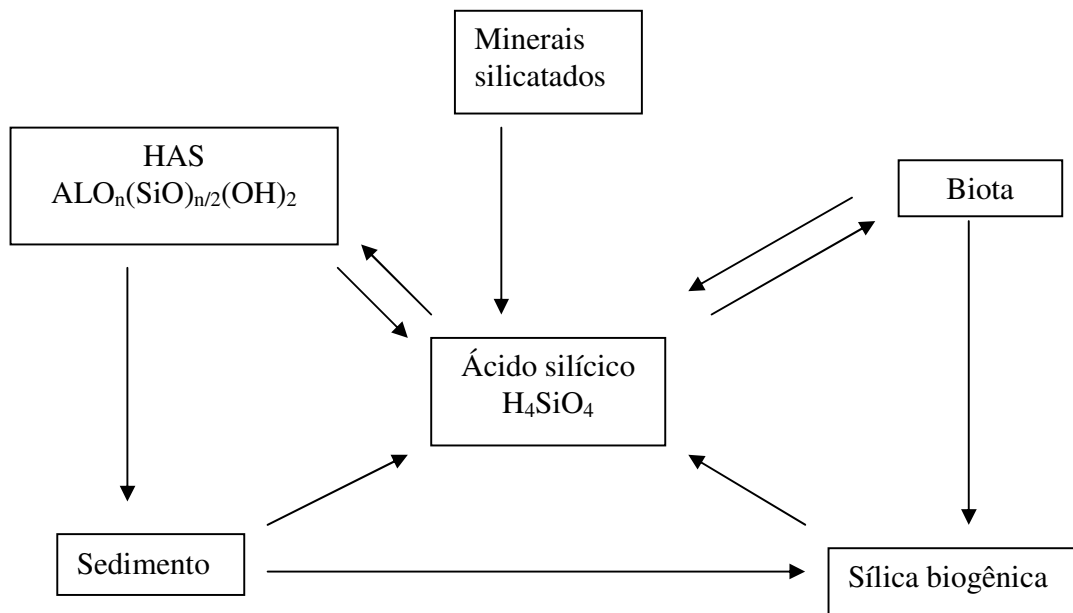 Minerais
silicatados
HAS
ALOₙ(SiO)ₙ/₂(OH)₂
Biota
Ácido silícico
H₄SiO₄
Sedimento
Sílica biogênica